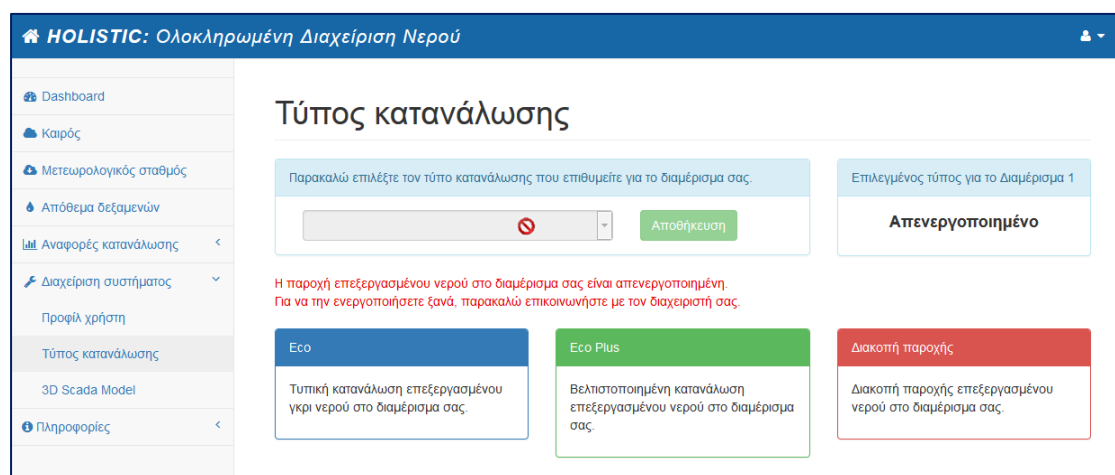 HOLISTIC: Ολοκληρωμένη Διαχείριση Νερού
Dashboard
Καιρός
Μετεωρολογικός σταθμός
Απόθεμα δεξαμενών
Αναφορές κατανάλωσης
Διαχείριση συστήματος
Προφίλ χρήστη
Τύπος κατανάλωσης
3D Scada Model
Πληροφορίες
Τύπος κατανάλωσης
Παρακαλώ επιλέξτε τον τύπο κατανάλωσης που επιθυμείτε για το διαμέρισμα σας.
Αποθήκευση
Επιλεγμένος τύπος για το Διαμέρισμα 1
Απενεργοποιημένο
Η παροχή επεξεργασμένου νερού στο διαμέρισμα σας είναι απενεργοποιημένη.
Για να την ενεργοποιήσετε ξανά, παρακαλώ επικοινωνήστε με τον διαχειριστή σας.
Eco
Τυπική κατανάλωση επεξεργασμένου
γκρι νερού στο διαμέρισμα σας.
Eco Plus
Βελτιστοποιημένη κατανάλωση
επεξεργασμένου νερού στο διαμέρισμα
σας.
Διακοπή παροχής
Διακοπή παροχής επεξεργασμένου
νερού στο διαμέρισμα σας.